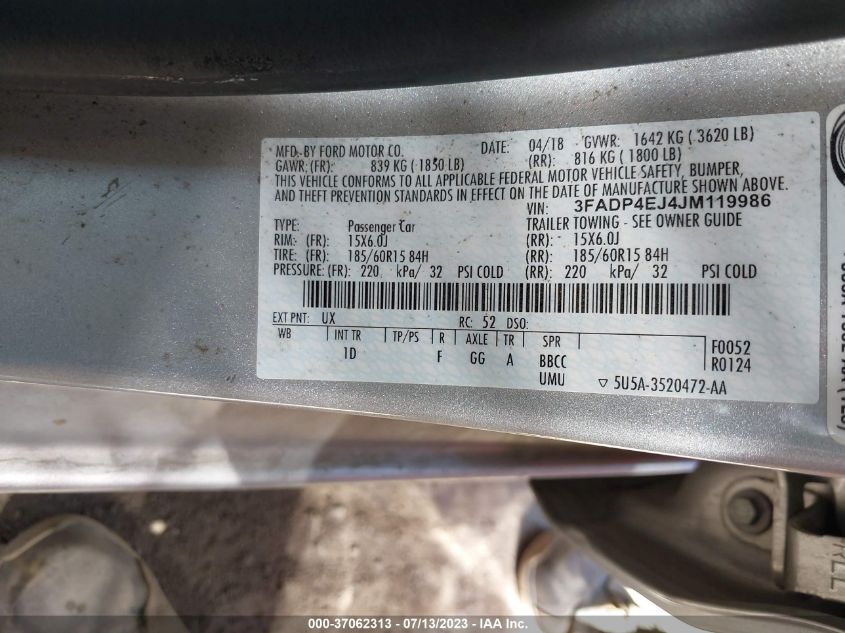 MFD. BY FORD MOTOR CO. DATE: 04/18 GVWR: 1642 KG ( 3620 LB)
GAWR: (FR): 839 KG ( 1850 LB) (RR): 816 KG ( 1800 LB)
THIS VEHICLE CONFORMS TO ALL APPLICABLE FEDERAL MOTOR VEHICLE SAFETY, BUMPER,
AND THEFT PREVENTION STANDARDS IN EFFECT ON THE DATE OF MANUFACTURE SHOWN ABOVE.
VIN: 3FADP4EJ4JM119986
TYPE: Passenger Car TRAILER TOWING - SEE OWNER GUIDE
RIM: (FR): 15X6.0J (RR): 15X6.0J
TIRE: (FR): 185/60R15 84H (RR): 185/60R15 84H
PRESSURE: (FR): 220 kPa/ 32 PSI COLD (RR): 220 kPa/ 32 PSI COLD
EXT PNT: UX RC: 52 DSO:
WB INT TR TP/PS R AXLE TR SPR F0052
1D F GG A BBCC R0124
UMU ▽ 5U5A-3520472-AA
000-37062313 - 07/13/2023 - IAA Inc.